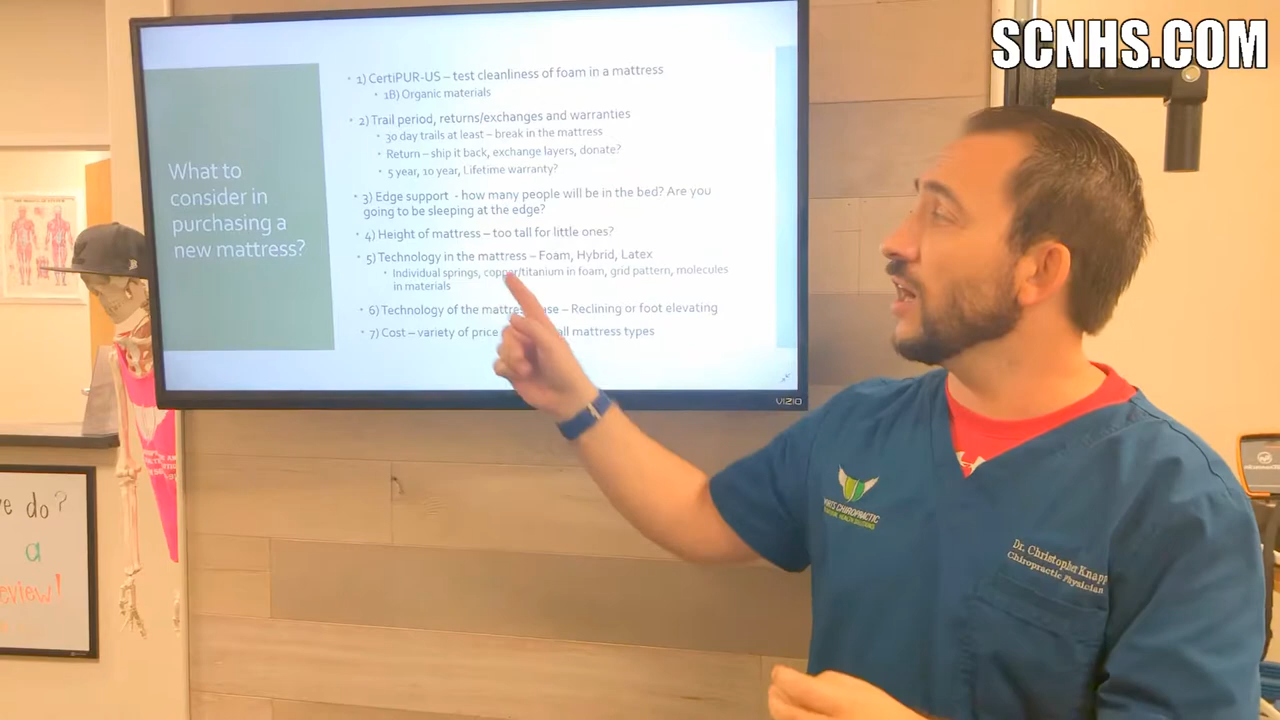 SCNHS.COM
What to
consider in
purchasing a
new mattress?
1) CertiPUR-US – test cleanliness of foam in a mattress
1B) Organic materials
2) Trail period, returns/exchanges and warranties
30 day trails at least – break in the mattress
Return – ship it back, exchange layers, donate?
5 year, 10 year, Lifetime warranty?
3) Edge support - how many people will be in the bed? Are you
going to be sleeping at the edge?
4) Height of mattress – too tall for little ones?
5) Technology in the mattress – Foam, Hybrid, Latex
Individual springs, copper/titanium in foam, grid pattern, molecules
in materials
6) Technology of the mattress base – Reclining or foot elevating
7) Cost – variety of price all mattress types
VIZIO
e do?
a
eview!
SPORTS CHIROPRACTIC
Dr. Christopher Knapp
Chiropractic Physician